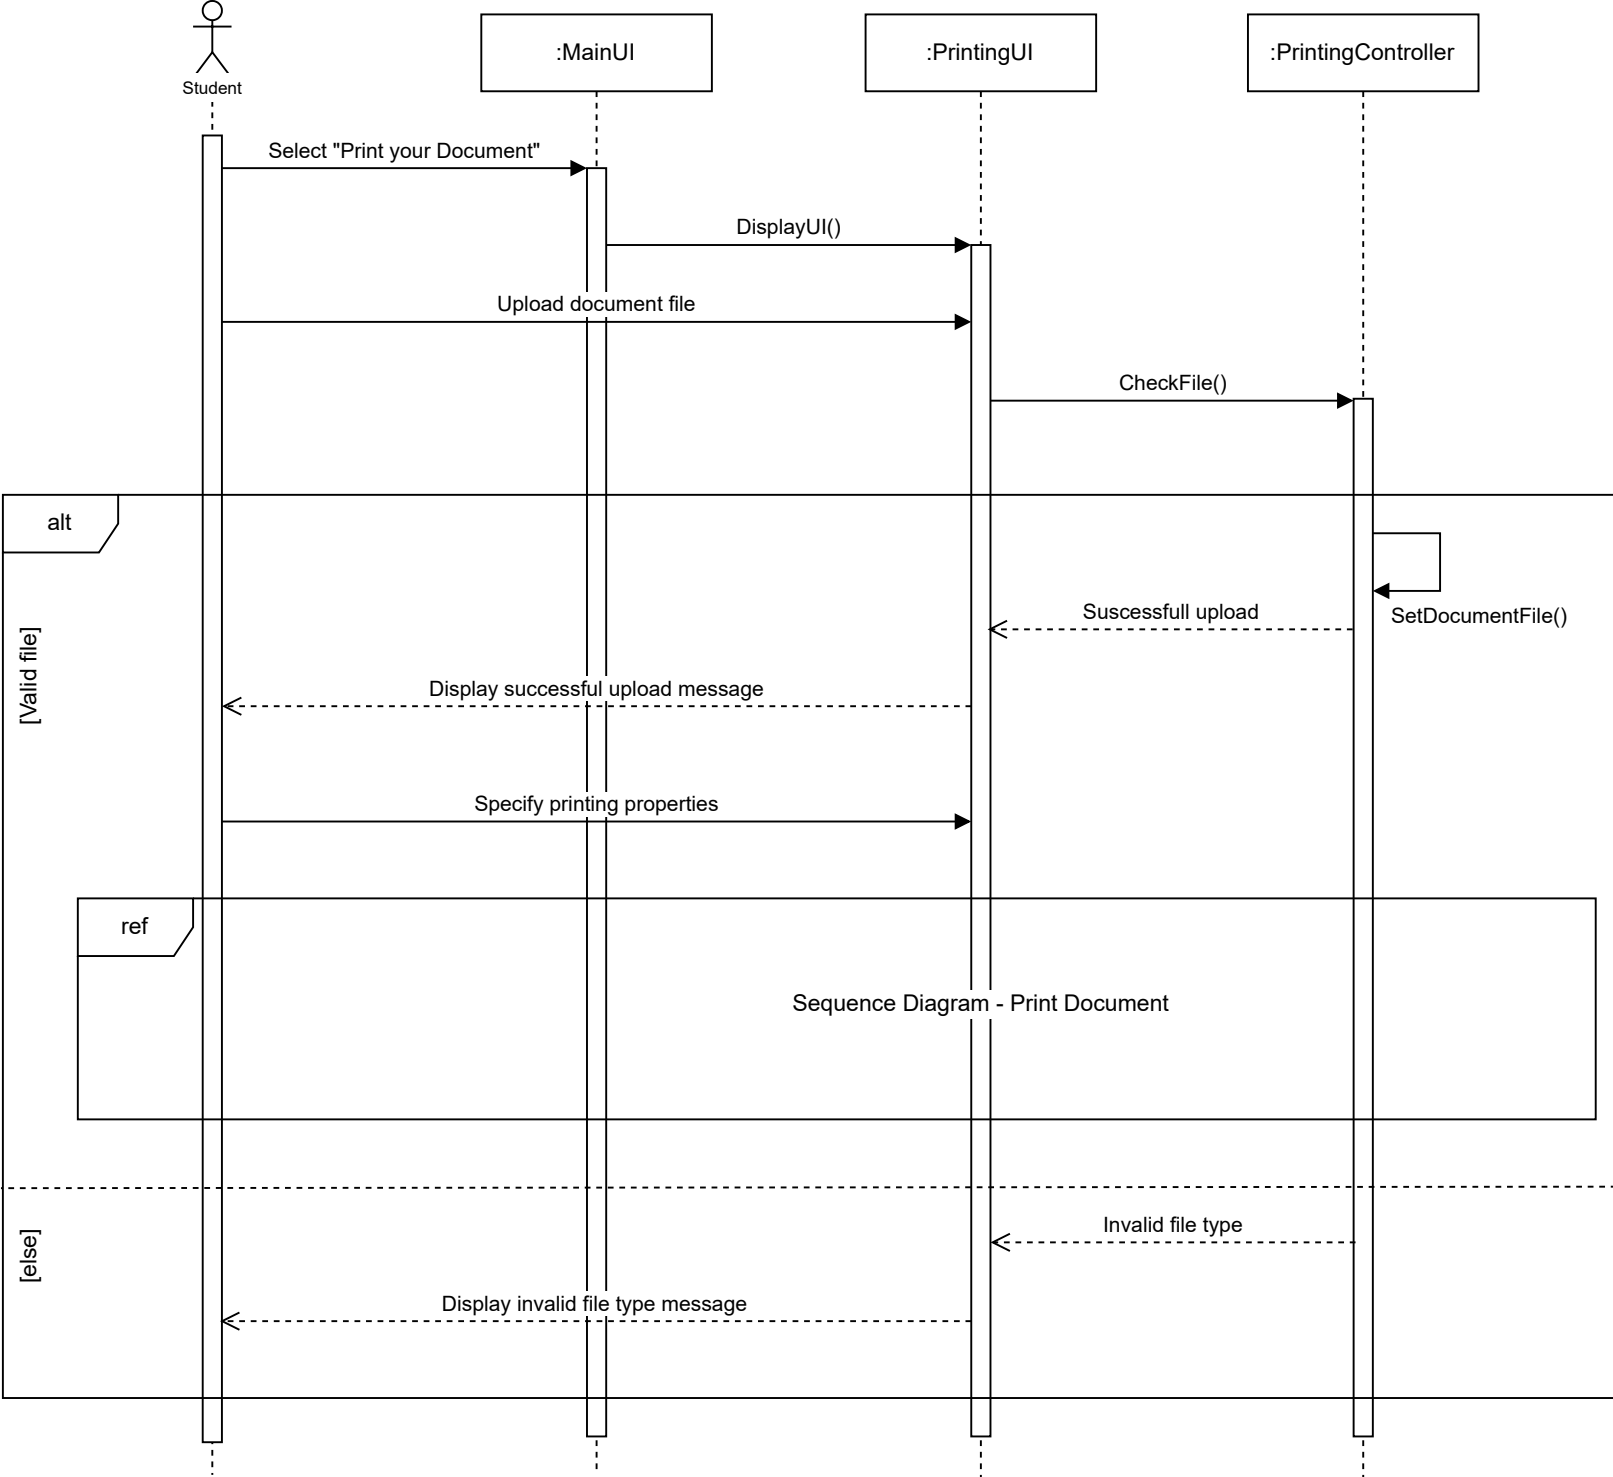 Student
:MainUI
:PrintingUI
:PrintingController
Select "Print your Document"
DisplayUI()
Upload document file
CheckFile()
alt
[Valid file]
SetDocumentFile()
Suscessfull upload
Display successful upload message
Specify printing properties
ref
Sequence Diagram - Print Document
[else]
Invalid file type
Display invalid file type message